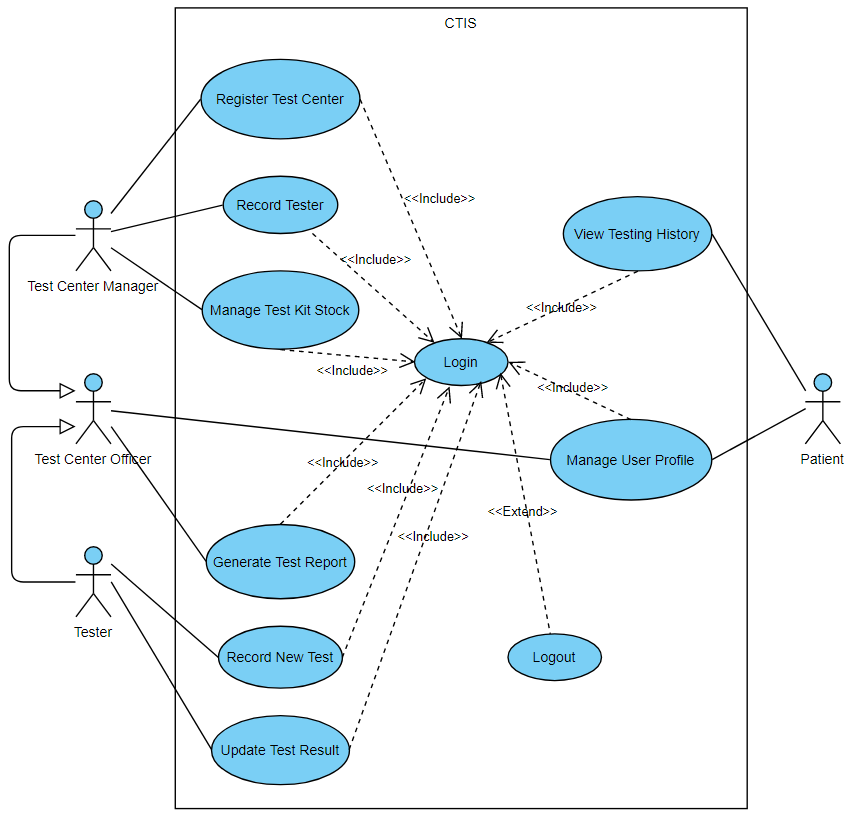 CTIS
Register Test Center
<<Include>>
Record Tester
View Testing History
<<Include>>
Test Center Manager
Manage Test Kit Stock
<<Include>>
Login
<<Include>>
<<Include>>
Test Center Officer
Manage User Profile
Patient
<<Include>>
<<Include>>
<<Extend>>
<<Include>>
Generate Test Report
Tester
Record New Test
Logout
Update Test Result